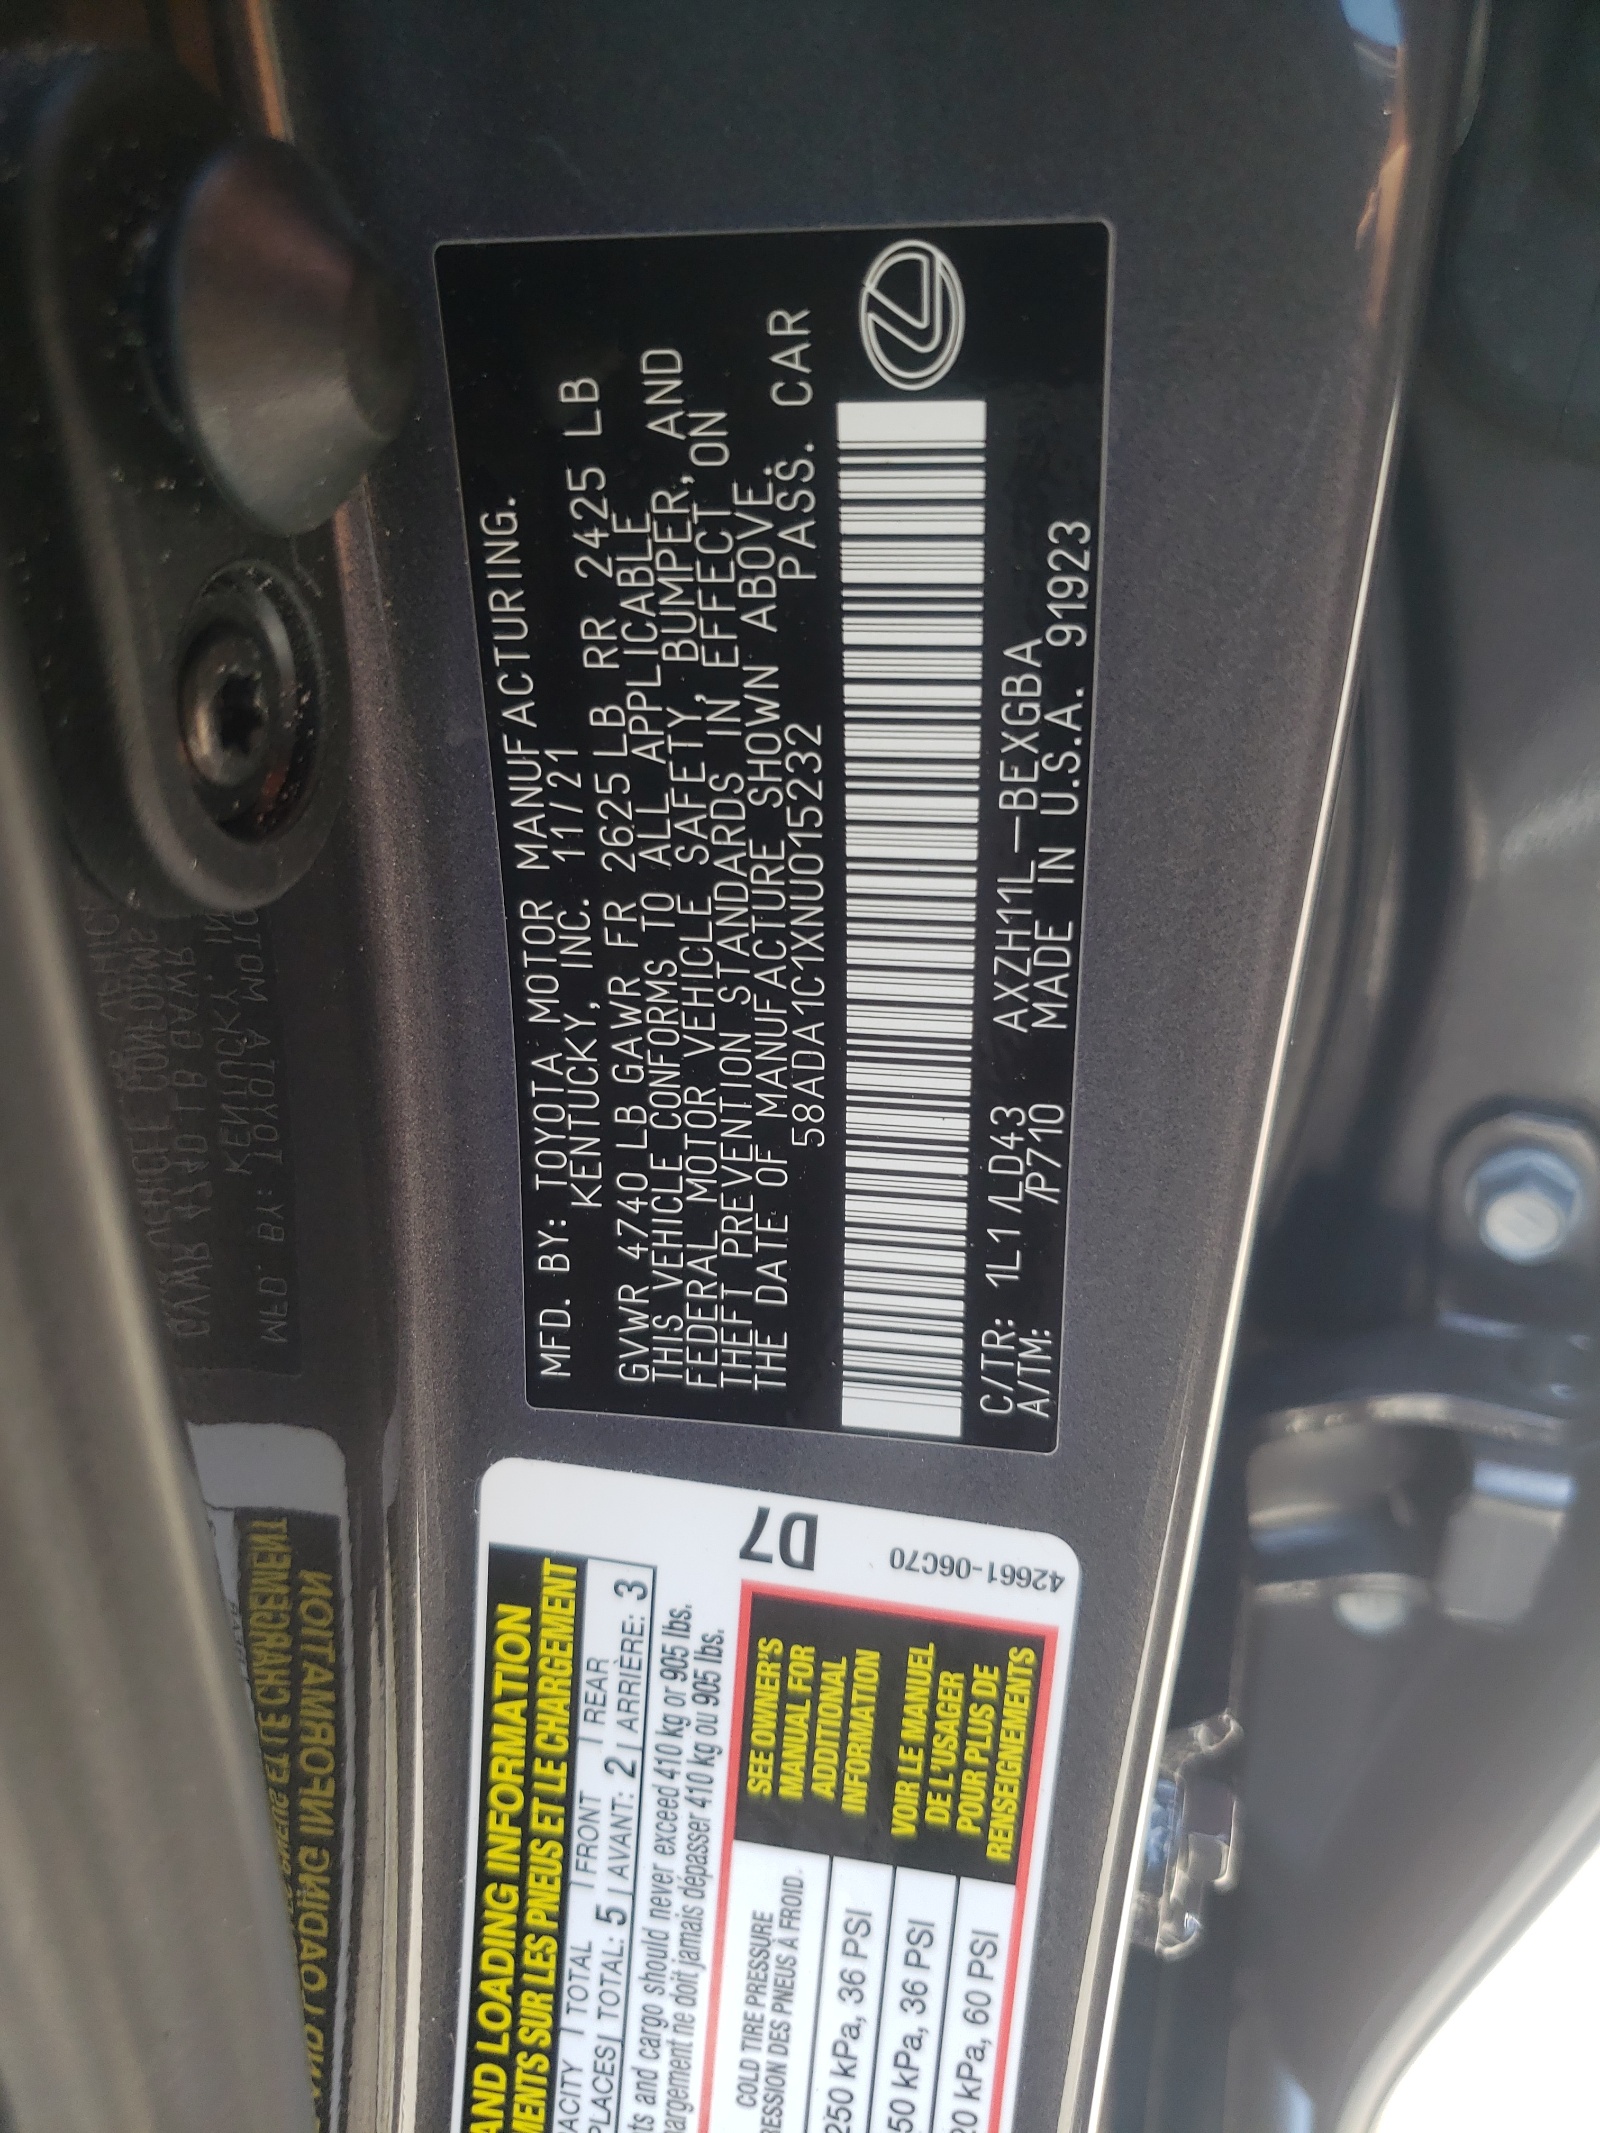 MFD. BY: TOYOTA MOTOR MANUFACTURING.
KENTUCKY, INC. 11/21
GVWR 4740 LB GAWR FR 2625 LB RR 2425 LB
THIS VEHICLE CONFORMS TO ALL APPLICABLE
FEDERAL MOTOR VEHICLE SAFETY, BUMPER, AND
THEFT PREVENTION STANDARDS IN EFFECT ON
THE DATE OF MANUFACTURE SHOWN ABOVE.
58ADA1C1XNU015232 PASS. CAR
C/TR: 1L1 /LD43 AXZH11L-BEXGBA
A/TM: /P710 MADE IN U.S.A. 91923
AND LOADING INFORMATION
MENTS SUR LES PNEUS ET LE CHARGEMENT
ACITY TOTAL FRONT REAR
PLACES TOTAL: 5 AVANT: 2 ARRIÈRE: 3
ts and cargo should never exceed 410 kg or 905 lbs.
hargement ne doit jamais dépasser 410 kg ou 905 lbs.
D7
42661-06C70
COLD TIRE PRESSURE
RESSION DES PNEUS À FROID.
250 kPa, 36 PSI
50 kPa, 36 PSI
20 kPa, 60 PSI
SEE OWNER'S
MANUAL FOR
ADDITIONAL
INFORMATION
VOIR LE MANUEL
DE L'USAGER
POUR PLUS DE
RENSEIGNEMENTS